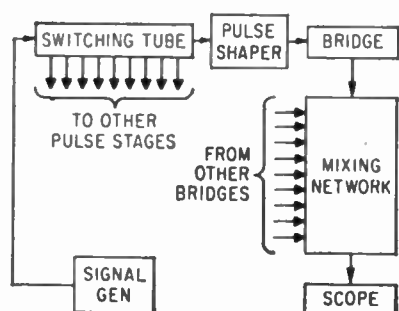 SWITCHING TUBE
PULSE
SHAPER
BRIDGE
TO OTHER
PULSE STAGES
FROM
OTHER
BRIDGES
MIXING
NETWORK
SIGNAL
GEN
SCOPE